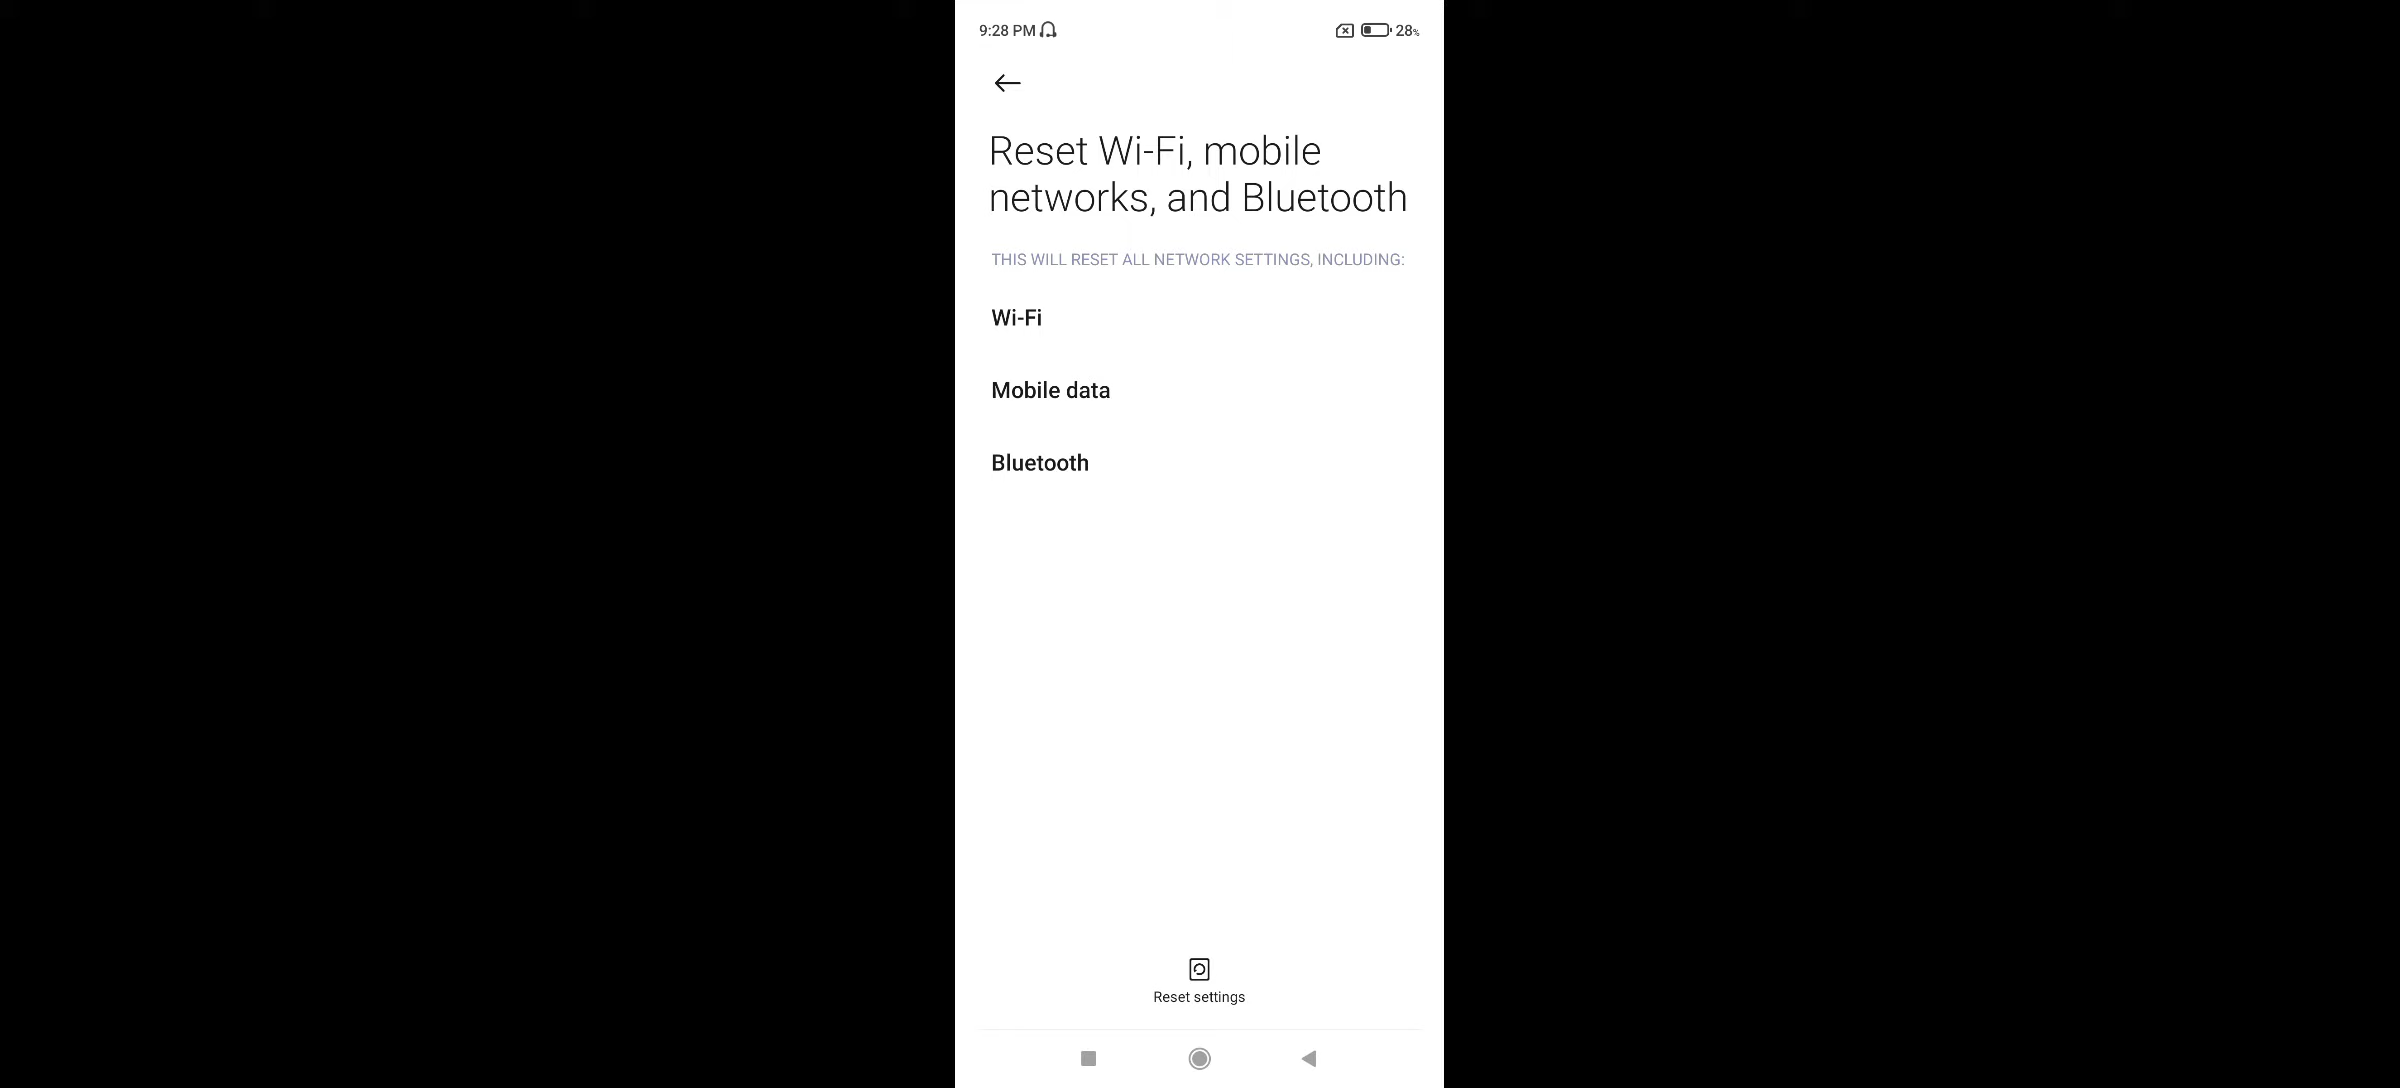 9:28 PM 28%
Reset Wi-Fi, mobile
networks, and Bluetooth
THIS WILL RESET ALL NETWORK SETTINGS, INCLUDING:
Wi-Fi
Mobile data
Bluetooth
Reset settings